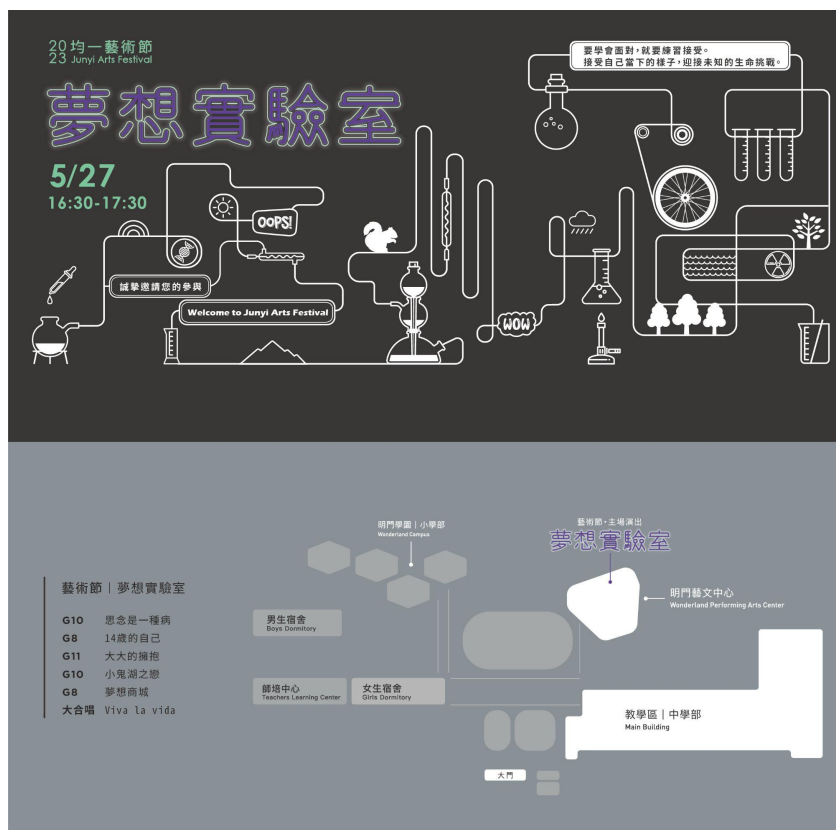 2023 均一藝術節
Junyi Arts Festival
夢想實驗室
5/27
16:30-17:30
要學會面對，就要練習接受。
接受自己當下的樣子，迎接未知的生命挑戰。
OOPS!
誠摯邀請您的參與
Welcome to Junyi Arts Festival
WOW
藝術節｜夢想實驗室
G10 思念是一種病
G8 14歲的自己
G11 大大的擁抱
G10 小鬼湖之戀
G8 夢想商城
大合唱 Viva la vida
明門學園｜小學部
Wonderland Campus
藝術節・主場演出
夢想實驗室
明門藝文中心
Wonderland Performing Arts Center
男生宿舍
Boys Dormitory
師培中心
Teachers Learning Center
女生宿舍
Girls Dormitory
教學區｜中學部
Main Building
大門